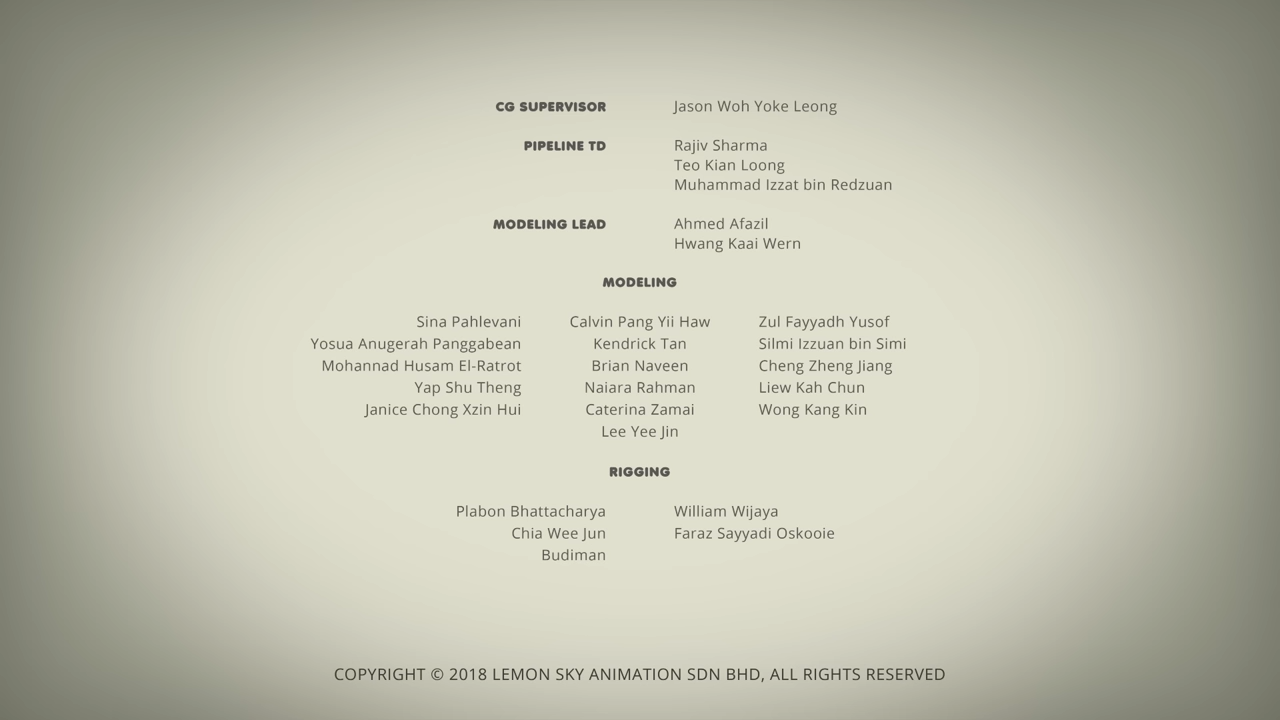 CG SUPERVISOR Jason Woh Yoke Leong
PIPELINE TD Rajiv Sharma
Teo Kian Loong
Muhammad Izzat bin Redzuan
MODELING LEAD Ahmed Afazil
Hwang Kaai Wern
MODELING
Sina Pahlevani Calvin Pang Yii Haw Zul Fayyadh Yusof
Yosua Anugerah Panggabean Kendrick Tan Silmi Izzuan bin Simi
Mohannad Husam El-Ratrot Brian Naveen Cheng Zheng Jiang
Yap Shu Theng Naiara Rahman Liew Kah Chun
Janice Chong Xzin Hui Caterina Zamai Wong Kang Kin
Lee Yee Jin
RIGGING
Plabon Bhattacharya William Wijaya
Chia Wee Jun Faraz Sayyadi Oskooie
Budiman
COPYRIGHT © 2018 LEMON SKY ANIMATION SDN BHD, ALL RIGHTS RESERVED